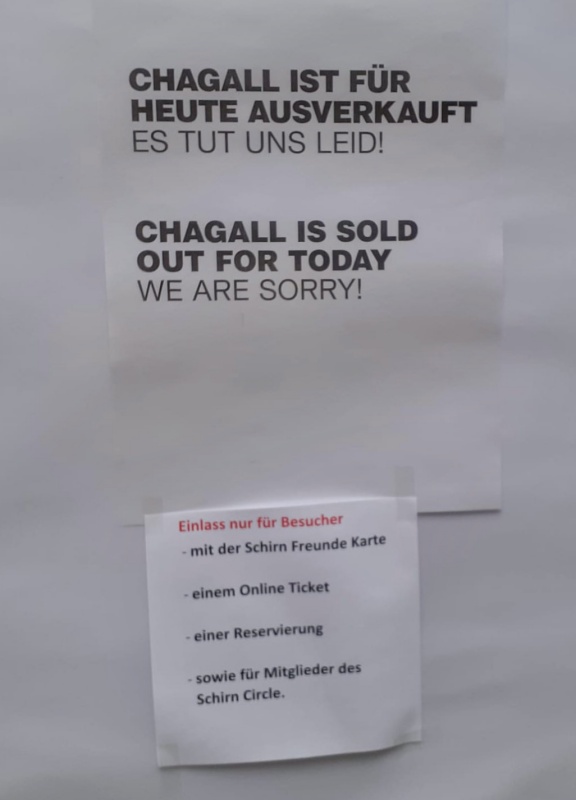 CHAGALL IST FÜR
HEUTE AUSVERKAUFT
ES TUT UNS LEID!
CHAGALL IS SOLD
OUT FOR TODAY
WE ARE SORRY!
Einlass nur für Besucher
- mit der Schirn Freunde Karte
- einem Online Ticket
- einer Reservierung
- sowie für Mitglieder des
Schirn Circle.